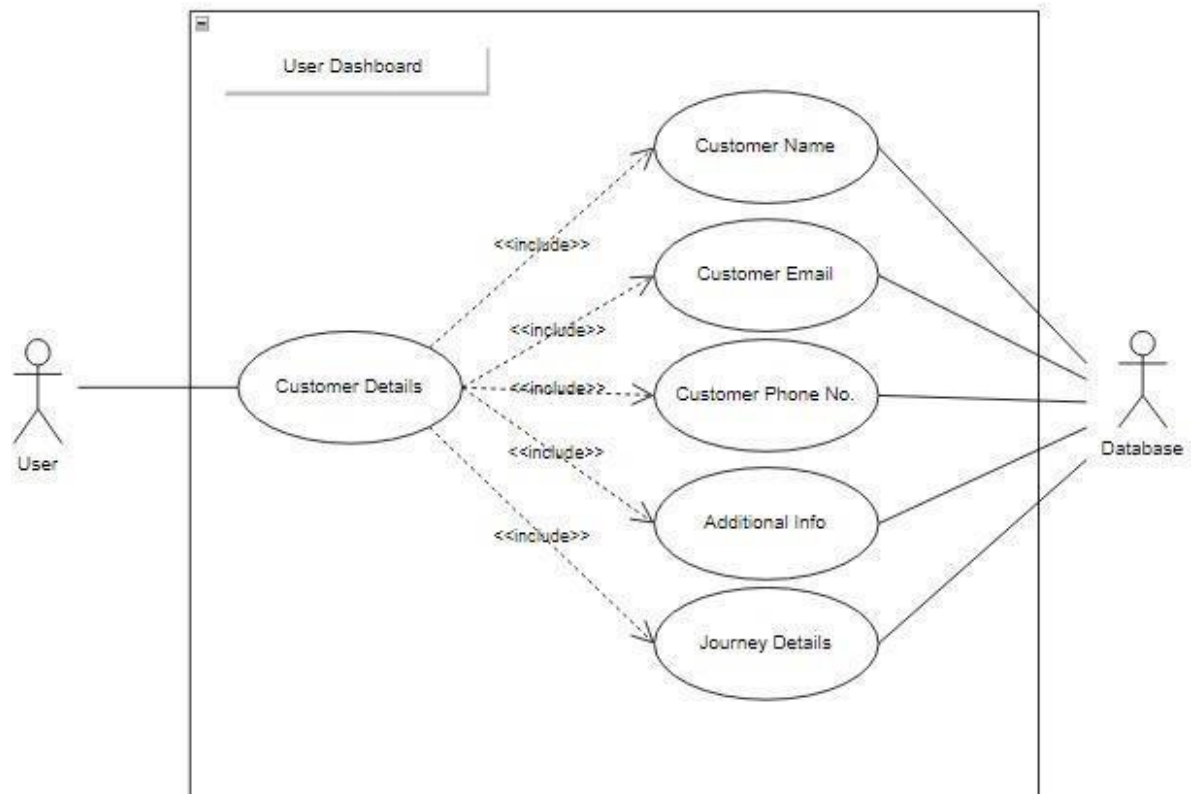 User Dashboard
Customer Name
<<include>>
Customer Email
<<include>>
Customer Details
<<include>>
Customer Phone No.
User
Database
<<include>>
Additional Info
<<include>>
Journey Details